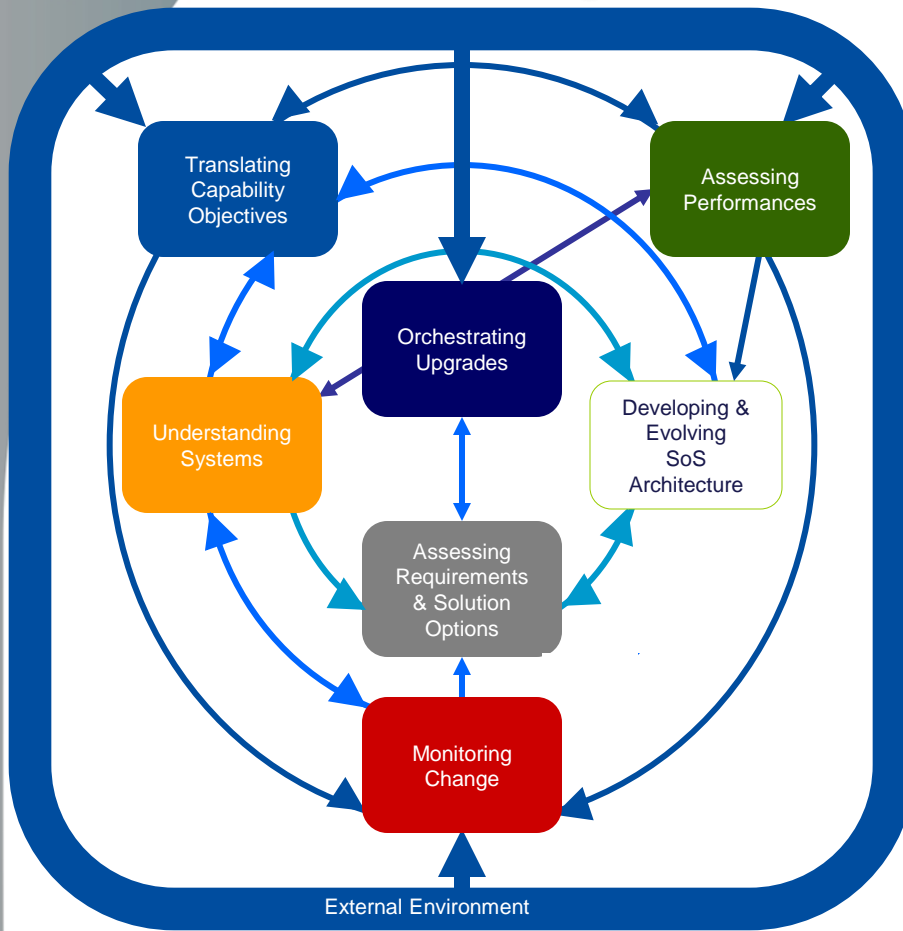 Translating
Capability
Objectives
Assessing
Performances
Orchestrating
Upgrades
Understanding
Systems
Developing &
Evolving
SoS
Architecture
Assessing
Requirements
& Solution
Options
Monitoring
Change
External Environment